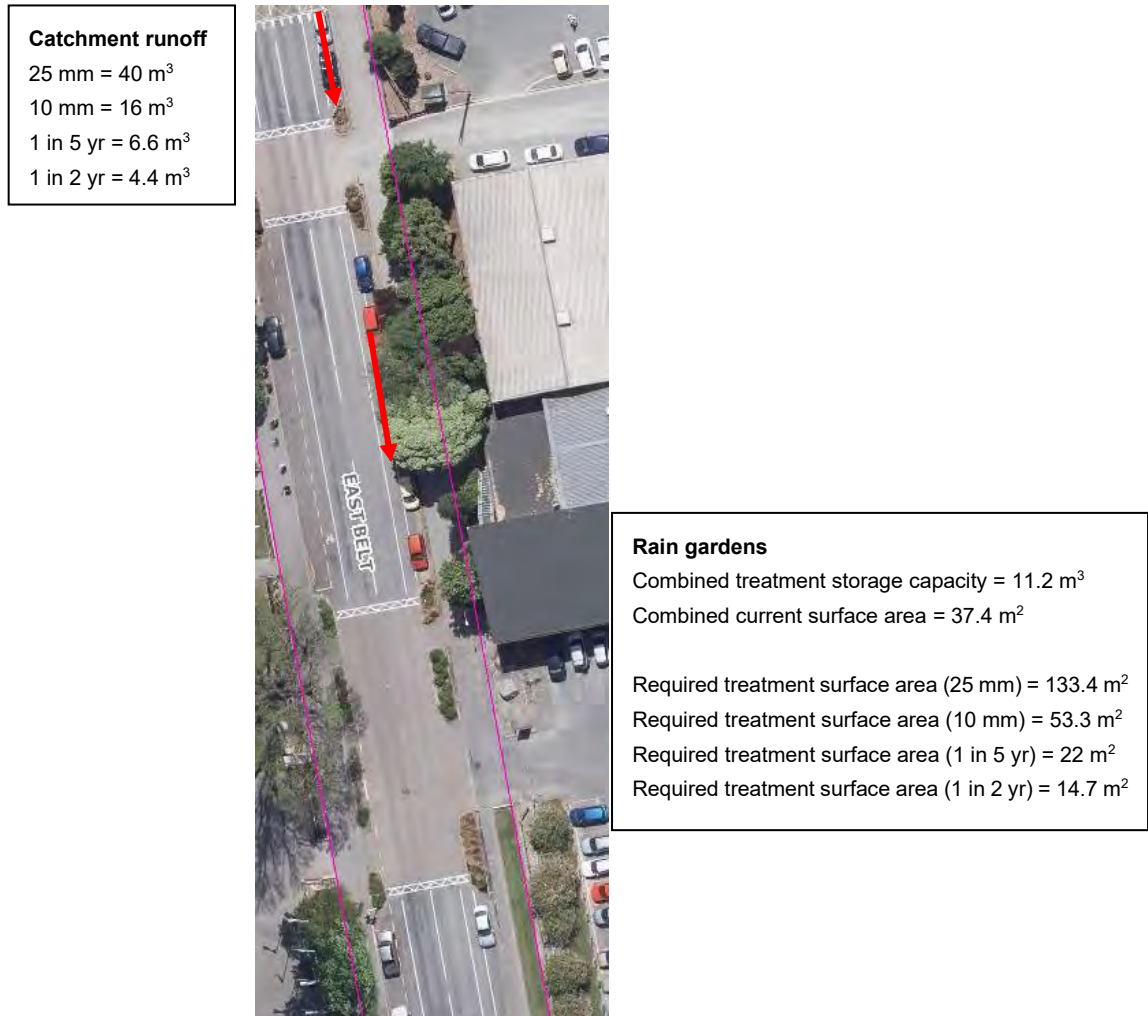 Catchment runoff
25 mm = 40 m³
10 mm = 16 m³
1 in 5 yr = 6.6 m³
1 in 2 yr = 4.4 m³
EAST BELT
Rain gardens
Combined treatment storage capacity = 11.2 m³
Combined current surface area = 37.4 m²
Required treatment surface area (25 mm) = 133.4 m²
Required treatment surface area (10 mm) = 53.3 m²
Required treatment surface area (1 in 5 yr) = 22 m²
Required treatment surface area (1 in 2 yr) = 14.7 m²